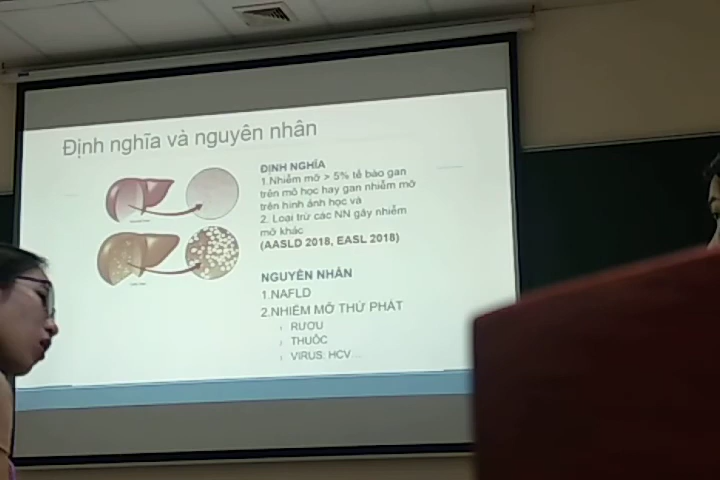 Định nghĩa và nguyên nhân
ĐỊNH NGHĨA
1.Nhiễm mỡ > 5% tế bào gan
trên mô học hay gan nhiễm mỡ
trên hình ảnh học và
2. Loại trừ các NN gây nhiễm
mỡ khác
(AASLD 2018, EASL 2018)
NGUYÊN NHÂN
1.NAFLD
2.NHIỄM MỠ THỨ PHÁT
RƯỢU
THUỐC
VIRUS: HCV...